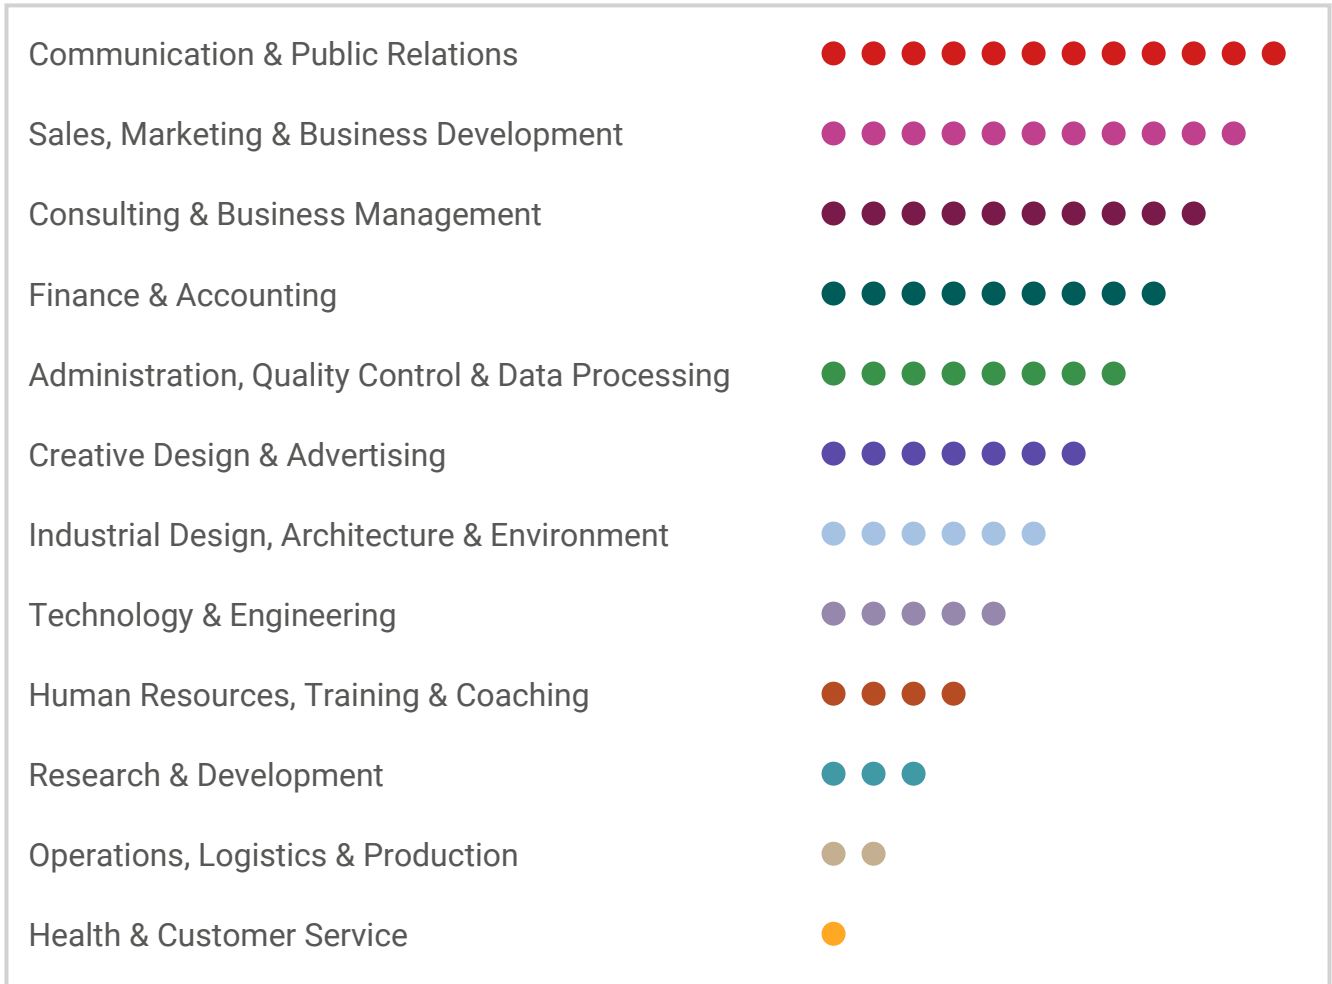 Communication & Public Relations
Sales, Marketing & Business Development
Consulting & Business Management
Finance & Accounting
Administration, Quality Control & Data Processing
Creative Design & Advertising
Industrial Design, Architecture & Environment
Technology & Engineering
Human Resources, Training & Coaching
Research & Development
Operations, Logistics & Production
Health & Customer Service